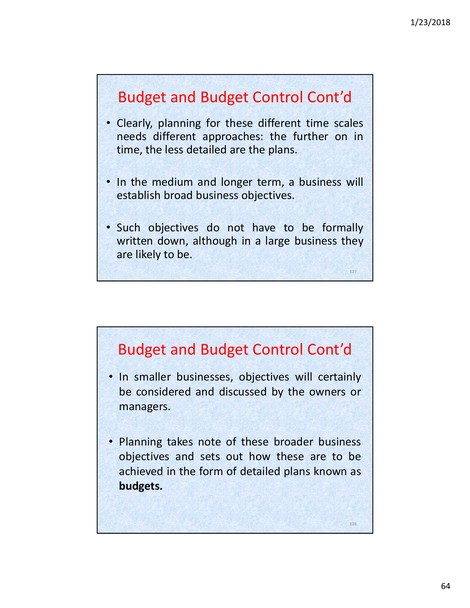 1/23/2018
Budget and Budget Control Cont’d
• Clearly, planning for these different time scales
needs different approaches: the further on in
time, the less detailed are the plans.
• In the medium and longer term, a business will
establish broad business objectives.
• Such objectives do not have to be formally
written down, although in a large business they
are likely to be.
Budget and Budget Control Cont’d
• In smaller businesses, objectives will certainly
be considered and discussed by the owners or
managers.
• Planning takes note of these broader business
objectives and sets out how these are to be
achieved in the form of detailed plans known as
budgets.
64